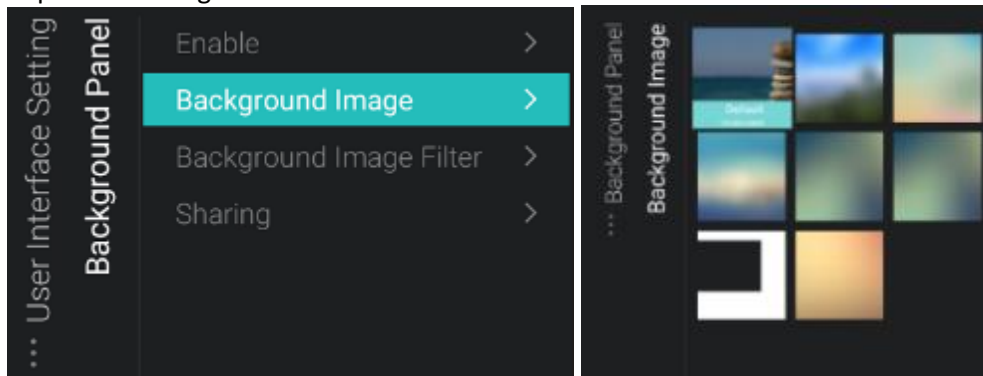 ... User Interface Setting
Background Panel
Enable >
Background Image >
Background Image Filter >
Sharing >
... Background Panel
Background Image
Default